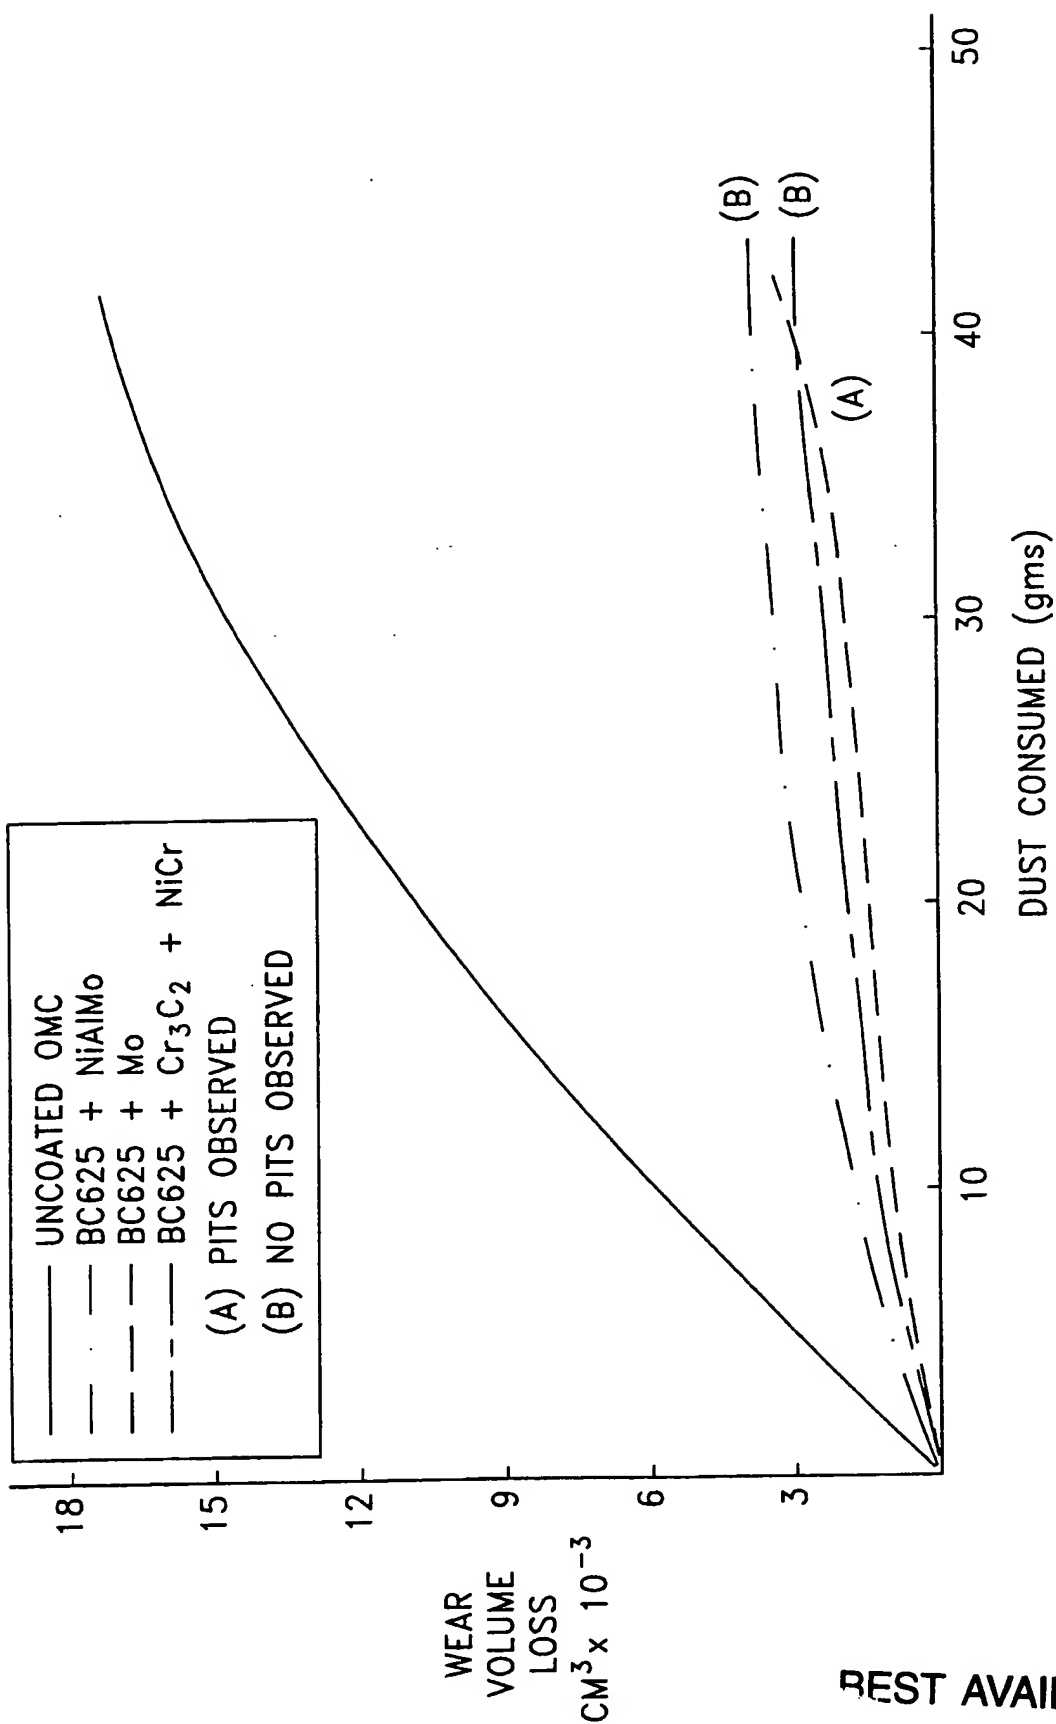 UNCOATED OMC
BC625 + NiAlMo
BC625 + Mo
BC625 + Cr₃C₂ + NiCr
(A) PITS OBSERVED
(B) NO PITS OBSERVED
18
15
12
9
6
3
WEAR
VOLUME
LOSS
CM³ x 10⁻³
(B)
(B)
(A)
10
20
30
40
50
DUST CONSUMED (gms)
BEST AVAI